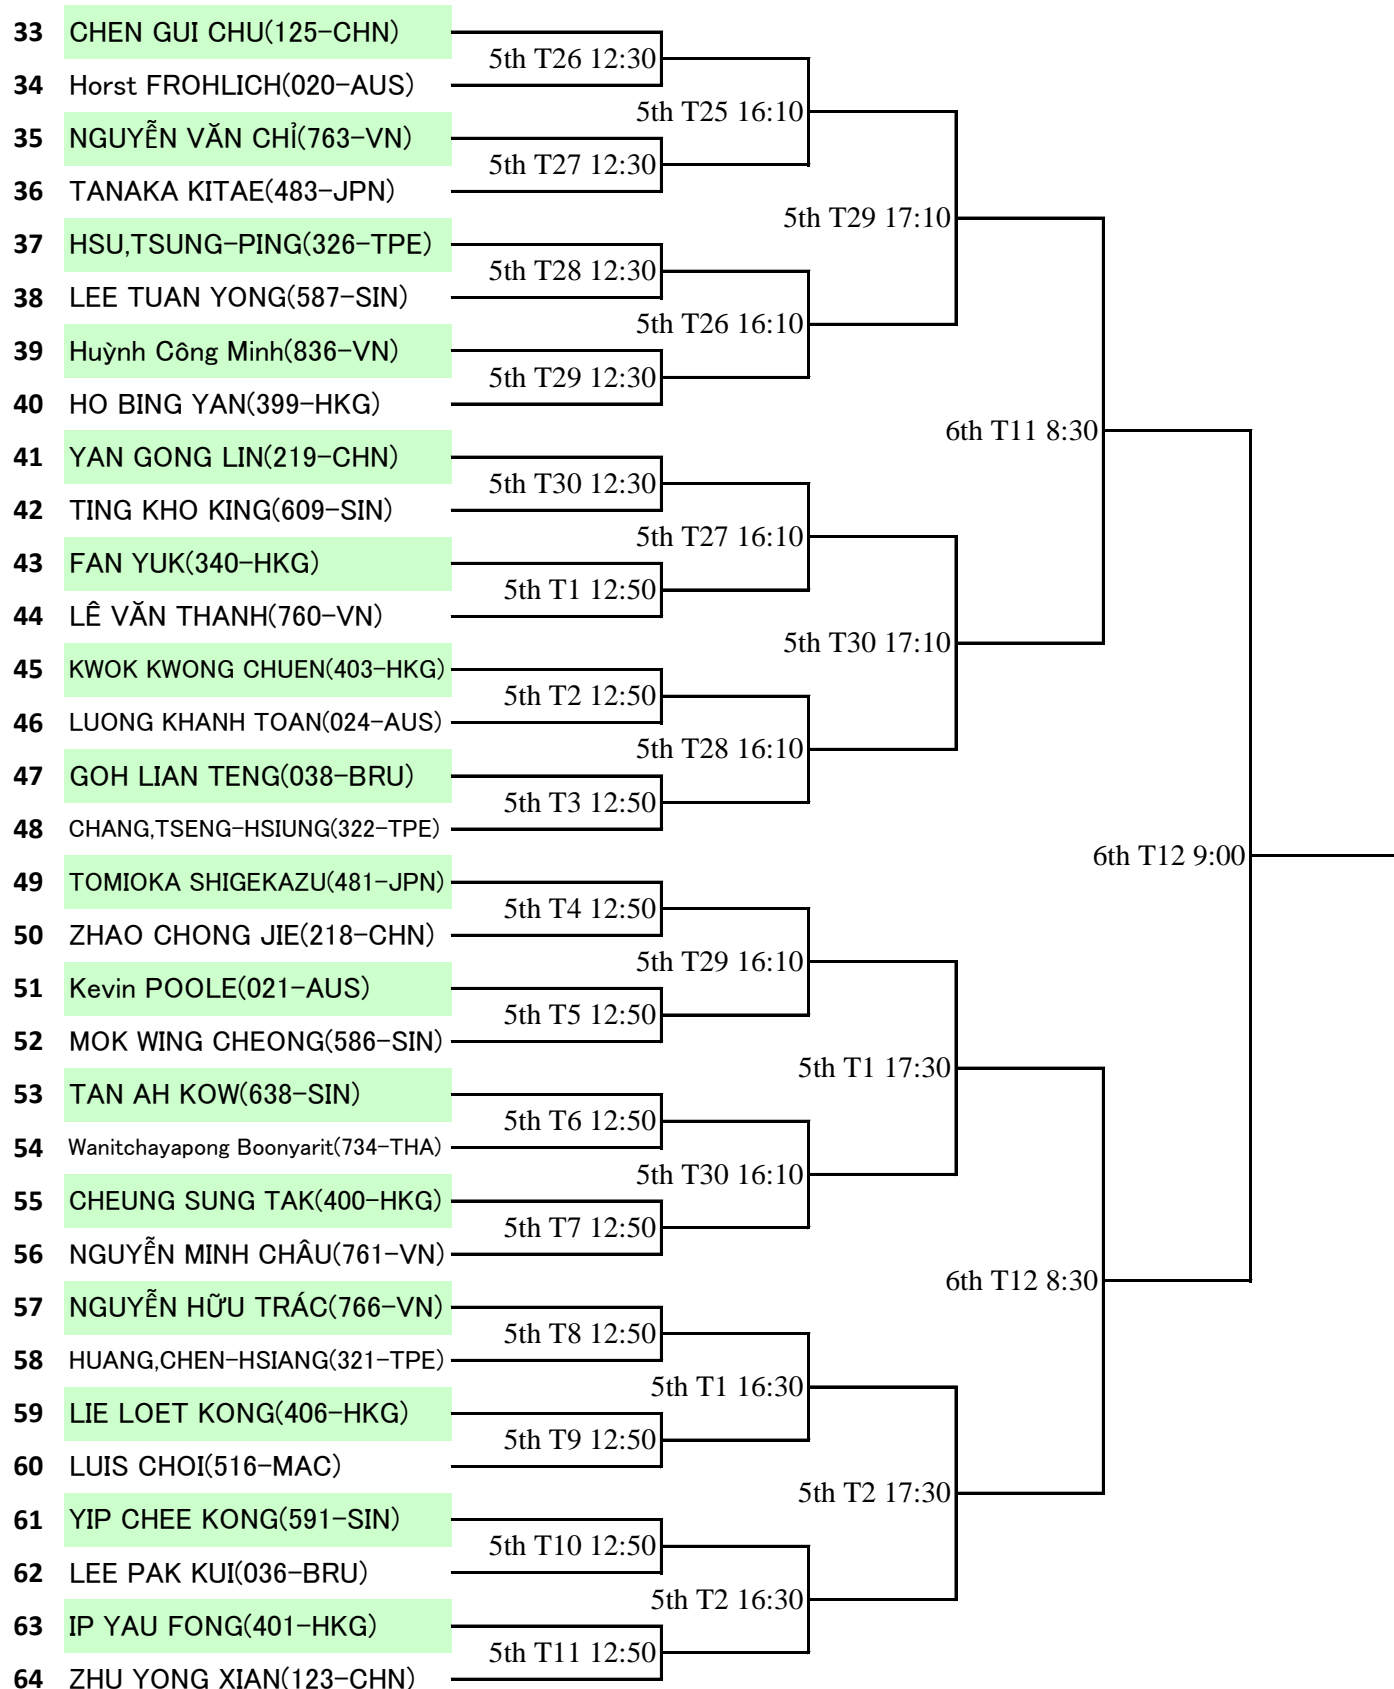 33 CHEN GUI CHU(125-CHN)
5th T26 12:30
34 Horst FROHLICH(020-AUS)
5th T25 16:10
35 NGUYỄN VĂN CHỈ(763-VN)
5th T27 12:30
36 TANAKA KITAE(483-JPN)
5th T29 17:10
37 HSU,TSUNG-PING(326-TPE)
5th T28 12:30
38 LEE TUAN YONG(587-SIN)
5th T26 16:10
39 Huỳnh Công Minh(836-VN)
5th T29 12:30
40 HO BING YAN(399-HKG)
6th T11 8:30
41 YAN GONG LIN(219-CHN)
5th T30 12:30
42 TING KHO KING(609-SIN)
5th T27 16:10
43 FAN YUK(340-HKG)
5th T1 12:50
44 LÊ VĂN THANH(760-VN)
5th T30 17:10
45 KWOK KWONG CHUEN(403-HKG)
5th T2 12:50
46 LUONG KHANH TOAN(024-AUS)
5th T28 16:10
47 GOH LIAN TENG(038-BRU)
5th T3 12:50
48 CHANG,TSENG-HSIUNG(322-TPE)
6th T12 9:00
49 TOMIOKA SHIGEKAZU(481-JPN)
5th T4 12:50
50 ZHAO CHONG JIE(218-CHN)
5th T29 16:10
51 Kevin POOLE(021-AUS)
5th T5 12:50
52 MOK WING CHEONG(586-SIN)
5th T1 17:30
53 TAN AH KOW(638-SIN)
5th T6 12:50
54 Wanitchayapong Boonyarit(734-THA)
5th T30 16:10
55 CHEUNG SUNG TAK(400-HKG)
5th T7 12:50
56 NGUYỄN MINH CHÂU(761-VN)
6th T12 8:30
57 NGUYỄN HỮU TRÁC(766-VN)
5th T8 12:50
58 HUANG,CHEN-HSIANG(321-TPE)
5th T1 16:30
59 LIE LOET KONG(406-HKG)
5th T9 12:50
60 LUIS CHOI(516-MAC)
5th T2 17:30
61 YIP CHEE KONG(591-SIN)
5th T10 12:50
62 LEE PAK KUI(036-BRU)
5th T2 16:30
63 IP YAU FONG(401-HKG)
5th T11 12:50
64 ZHU YONG XIAN(123-CHN)